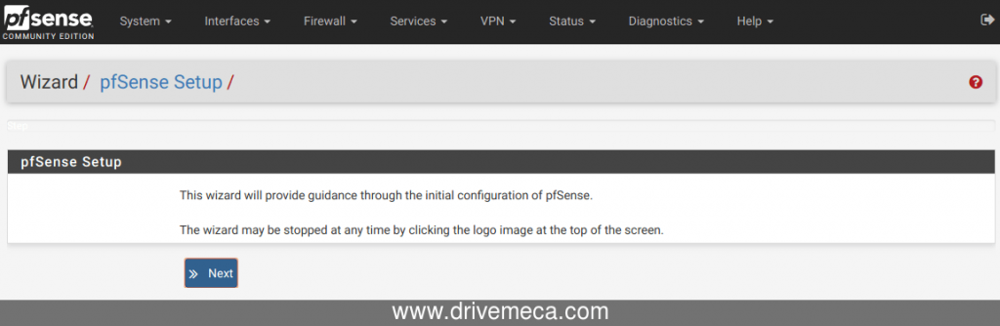 pfsense
COMMUNITY EDITION
System Interfaces Firewall Services VPN Status Diagnostics Help
Wizard / pfSense Setup /
Step
pfSense Setup
This wizard will provide guidance through the initial configuration of pfSense.
The wizard may be stopped at any time by clicking the logo image at the top of the screen.
Next
www.drivemeca.com